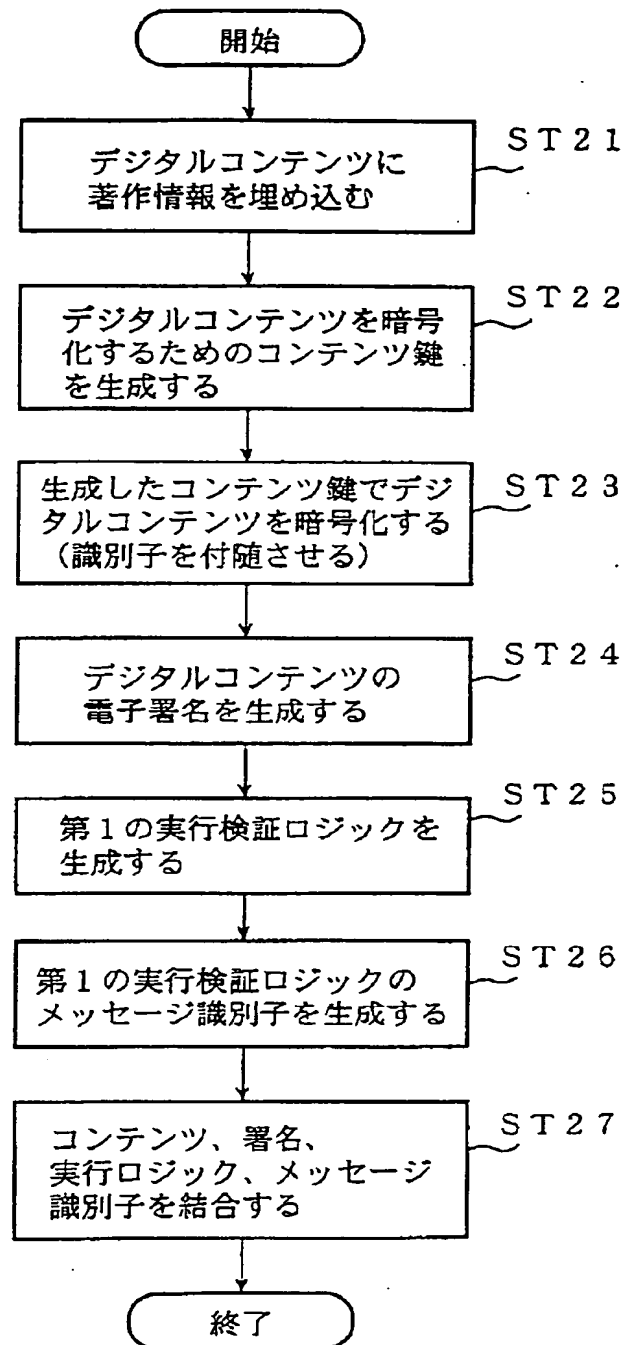 開始
ST21
デジタルコンテンツに
著作情報を埋め込む
ST22
デジタルコンテンツを暗号
化するためのコンテンツ鍵
を生成する
ST23
生成したコンテンツ鍵でデジ
タルコンテンツを暗号化する
(識別子を付随させる)
ST24
デジタルコンテンツの
電子署名を生成する
ST25
第1の実行検証ロジックを
生成する
ST26
第1の実行検証ロジックの
メッセージ識別子を生成する
ST27
コンテンツ、署名、
実行ロジック、メッセージ
識別子を結合する
終了